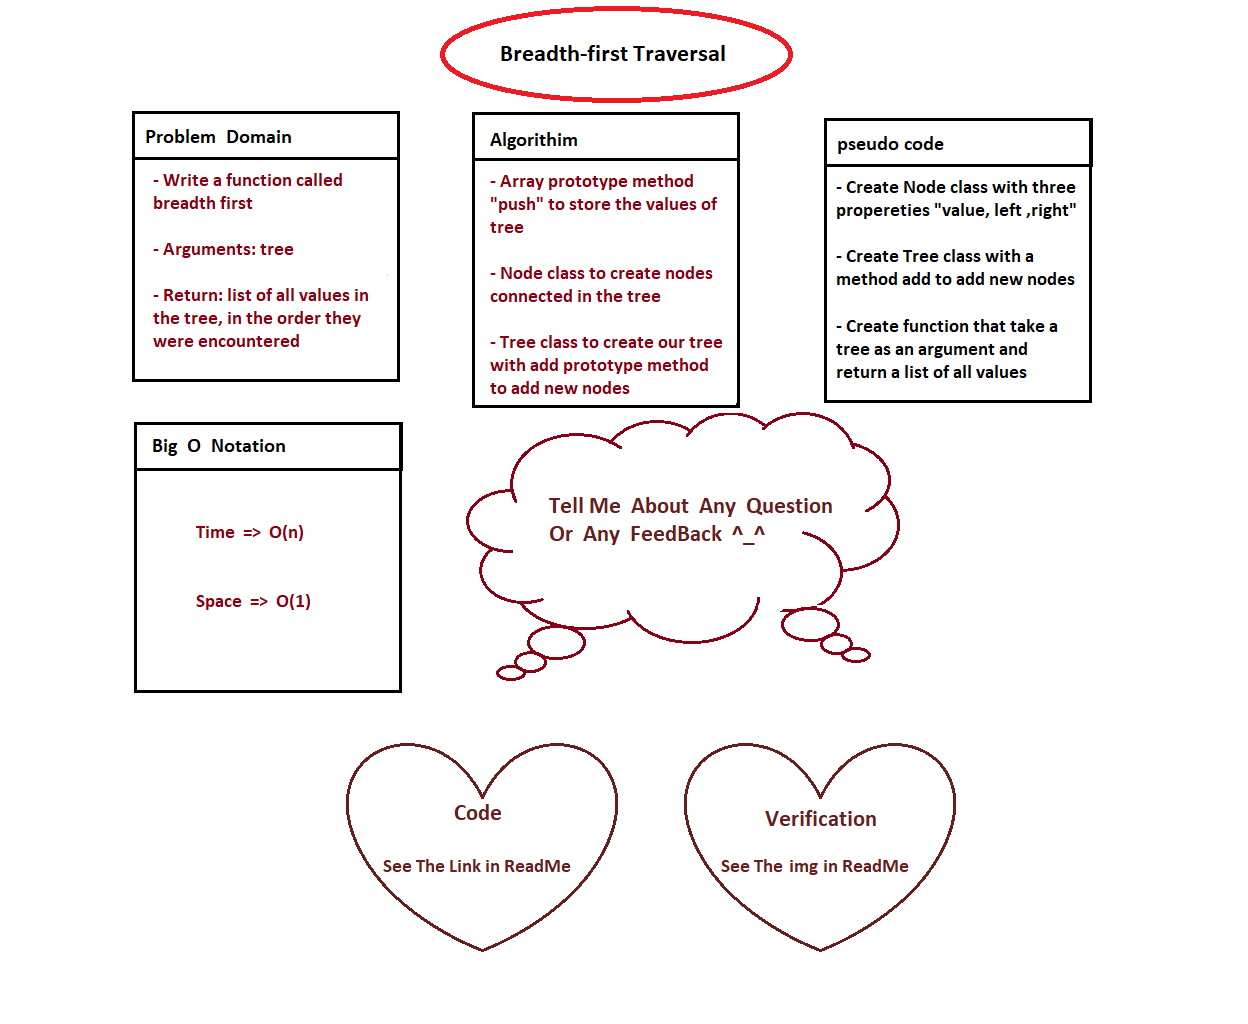 Breadth-first Traversal
Problem Domain
- Write a function called
breadth first
- Arguments: tree
- Return: list of all values in
the tree, in the order they
were encountered
Algorithim
- Array prototype method
"push" to store the values of
tree
- Node class to create nodes
connected in the tree
- Tree class to create our tree
with add prototype method
to add new nodes
pseudo code
- Create Node class with three
propereties "value, left ,right"
- Create Tree class with a
method add to add new nodes
- Create function that take a
tree as an argument and
return a list of all values
Big O Notation
Time => O(n)
Space => O(1)
Tell Me About Any Question
Or Any FeedBack ^_^
Code
See The Link in ReadMe
Verification
See The img in ReadMe